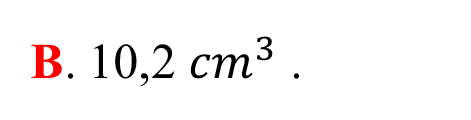 B. 10,2 cm³ .